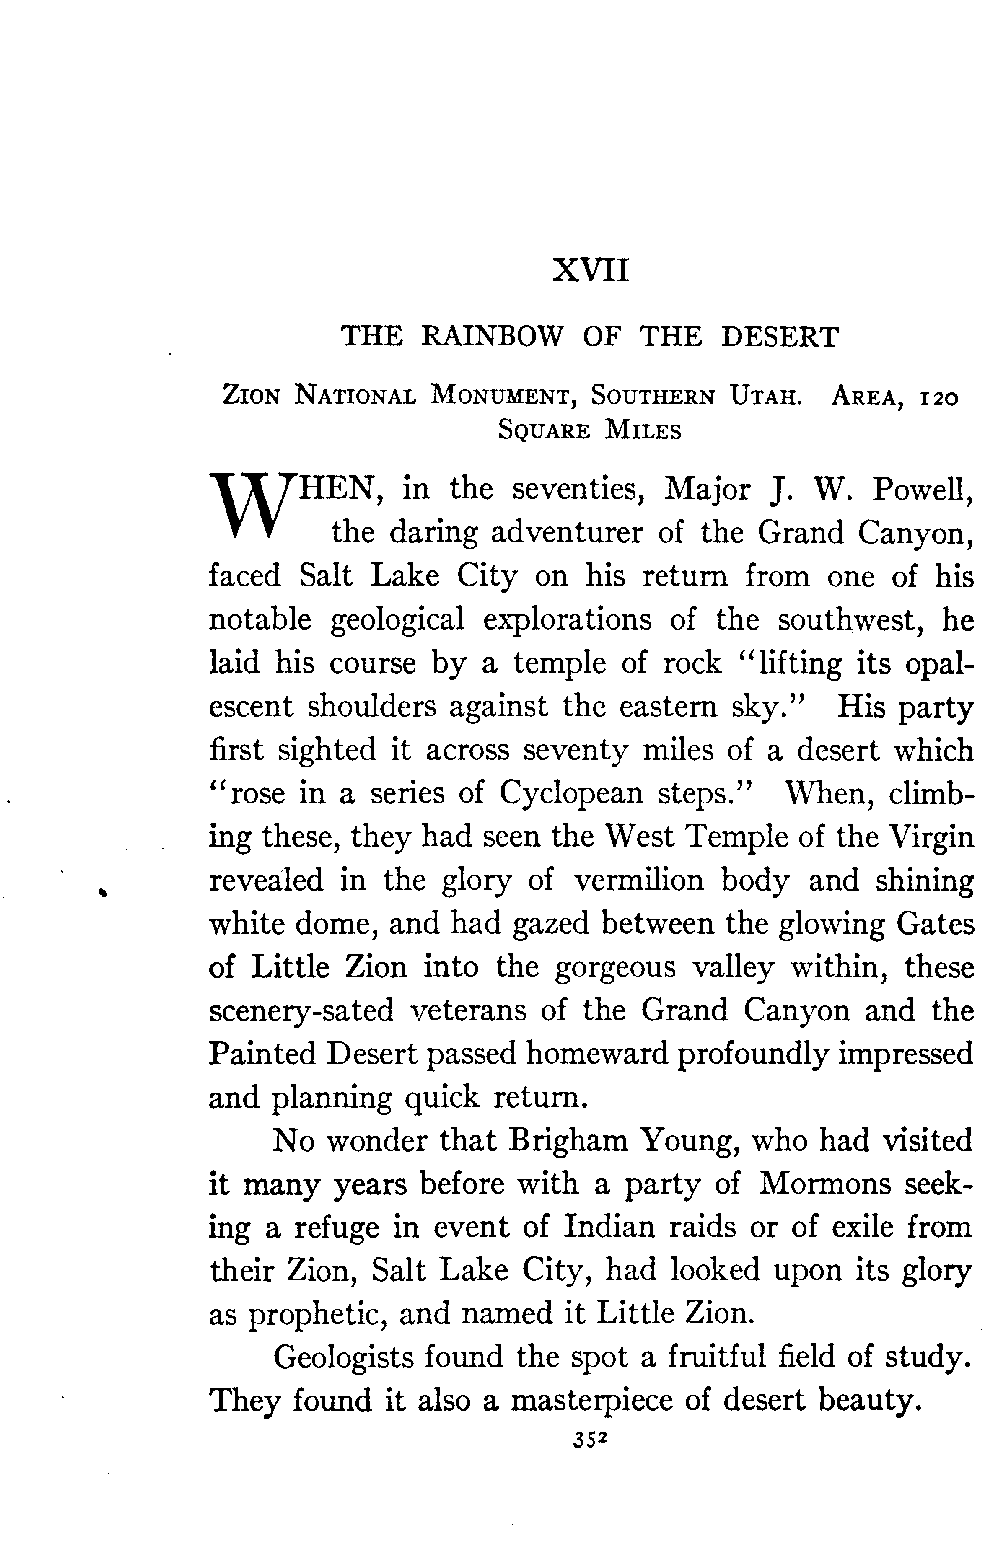 XVII
THE RAINBOW OF THE DESERT
ZION NATIONAL MONUMENT, SOUTHERN UTAH. AREA, 120
SQUARE MILES
WHEN, in the seventies, Major J. W. Powell,
the daring adventurer of the Grand Canyon,
faced Salt Lake City on his return from one of his
notable geological explorations of the southwest, he
laid his course by a temple of rock “lifting its opal-
escent shoulders against the eastern sky.” His party
first sighted it across seventy miles of a desert which
“rose in a series of Cyclopean steps.” When, climb-
ing these, they had seen the West Temple of the Virgin
revealed in the glory of vermilion body and shining
white dome, and had gazed between the glowing Gates
of Little Zion into the gorgeous valley within, these
scenery-sated veterans of the Grand Canyon and the
Painted Desert passed homeward profoundly impressed
and planning quick return.
No wonder that Brigham Young, who had visited
it many years before with a party of Mormons seek-
ing a refuge in event of Indian raids or of exile from
their Zion, Salt Lake City, had looked upon its glory
as prophetic, and named it Little Zion.
Geologists found the spot a fruitful field of study.
They found it also a masterpiece of desert beauty.
352